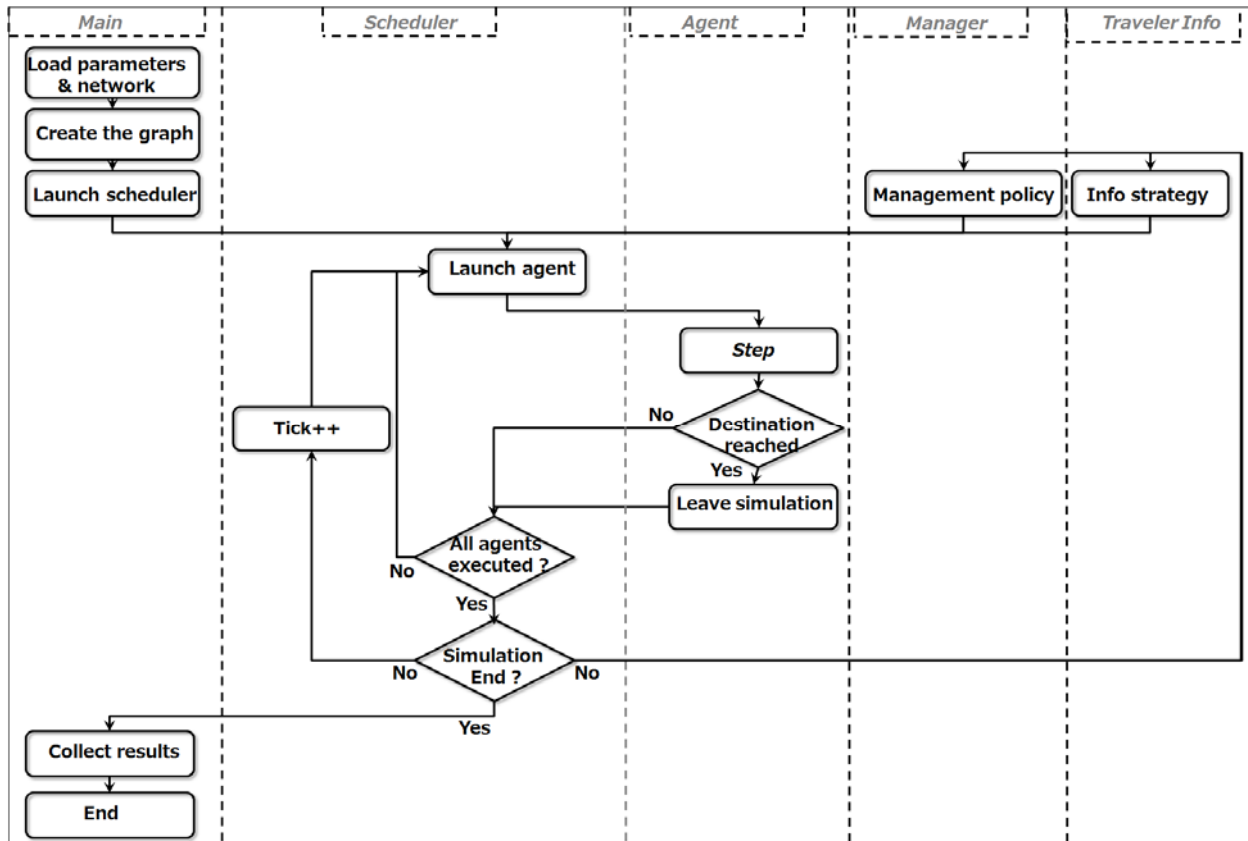 Main
Scheduler
Agent
Manager
Traveler Info
Load parameters
& network
Create the graph
Launch scheduler
Management policy
Info strategy
Launch agent
Step
Tick++
No
Destination
reached
Yes
Leave simulation
All agents
executed ?
No
Yes
Simulation
End ?
No
No
Yes
Collect results
End